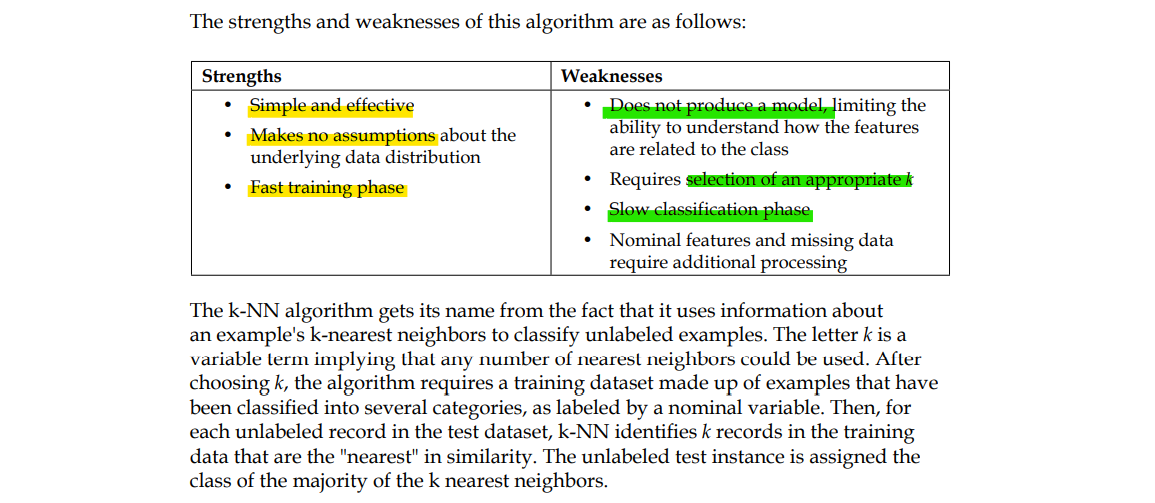 The strengths and weaknesses of this algorithm are as follows:
Strengths
• Simple and effective
• Makes no assumptions about the
underlying data distribution
• Fast training phase
Weaknesses
• Does not produce a model, limiting the
ability to understand how the features
are related to the class
• Requires selection of an appropriate k
• Slow classification phase
• Nominal features and missing data
require additional processing
The k-NN algorithm gets its name from the fact that it uses information about
an example's k-nearest neighbors to classify unlabeled examples. The letter k is a
variable term implying that any number of nearest neighbors could be used. After
choosing k, the algorithm requires a training dataset made up of examples that have
been classified into several categories, as labeled by a nominal variable. Then, for
each unlabeled record in the test dataset, k-NN identifies k records in the training
data that are the "nearest" in similarity. The unlabeled test instance is assigned the
class of the majority of the k nearest neighbors.